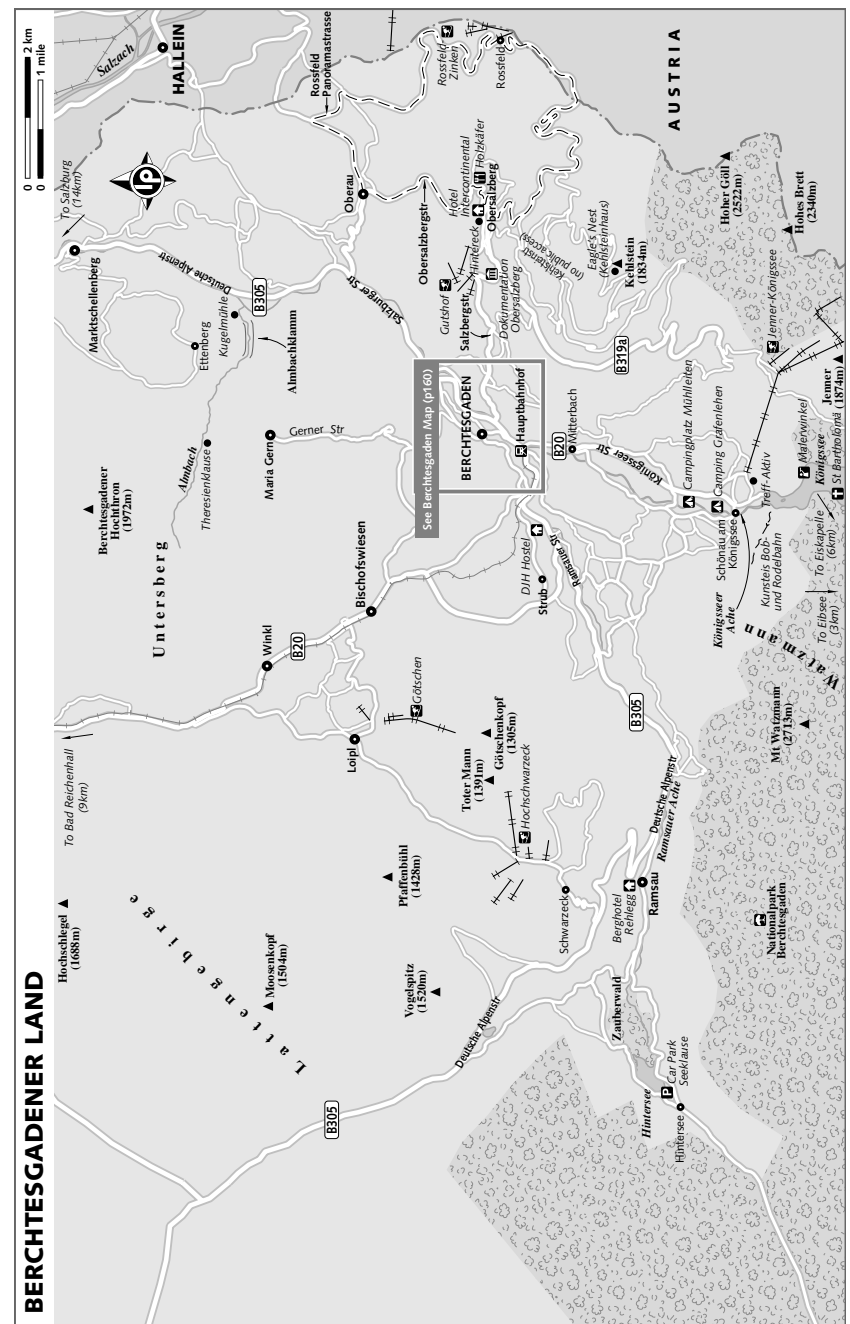 BERCHTESGADENER LAND
0
2 km
0
1 mile
To Bad Reichenhall
(9km)
Hochschlegel
(1688m)
Lattengebirge
Moosenkopf
(1504m)
B305
Vogelspitz
(1520m)
Pfaffenbühl
(1428m)
Deutsche Alpenstr
Winkl
B20
Loipl
Götschen
Toter Mann
(1391m)
Götschenkopf
(1305m)
Hochschwarzeck
Schwarzeck
Untersberg
Berchtesgadener
Hochthron
(1972m)
Almbach
Theresienklause
Maria Gern
Gerner Str
Bischofswiesen
To Salzburg
(14km)
Marktschellenberg
Deutsche Alpenstr
Ettenberg
Kugelmühle
B305
Almbachklamm
Salzburger Str
lp
Salzach
HALLEIN
Oberau
Rossfeld
Panoramastrasse
Obersalzbergstr
See Berchtesgaden Map (p160)
BERCHTESGADEN
Hauptbahnhof
B20
Mitterbach
Gutshof
Salzbergstr
Dokumentation
Obersalzberg
Hintereck
Hotel
Intercontinental
Obersalzberg
Holzkäfer
Rossfeld-
Zinken
Rossfeld
Kehlsteinstr
(no public access)
Eagle's Nest
(Kehlsteinhaus)
Kehlstein
(1834m)
B319a
AUSTRIA
Hoher Göll
(2522m)
Hohes Brett
(2340m)
Jenner-Königssee
Jenner
(1874m)
DJH Hostel
Strub
Ramsauer Str
Königsseer Str
Campingplatz Mühlleiten
Camping Grafenlehen
Schönau am
Königssee
Treff-Aktiv
Malerwinkel
Königssee
St Bartholomä
Königsseer
Ache
Kunsteis Bob-
und Rodelbahn
To Eiskapelle
(6km)
To Eibsee
(3km)
Watzmann
Mt Watzmann
(2713m)
B305
Deutsche Alpenstr
Ramsauer Ache
Berghotel
Rehlegg
Ramsau
Nationalpark
Berchtesgaden
Zauberwald
Hintersee
P
Car Park
Seeklause
Hintersee